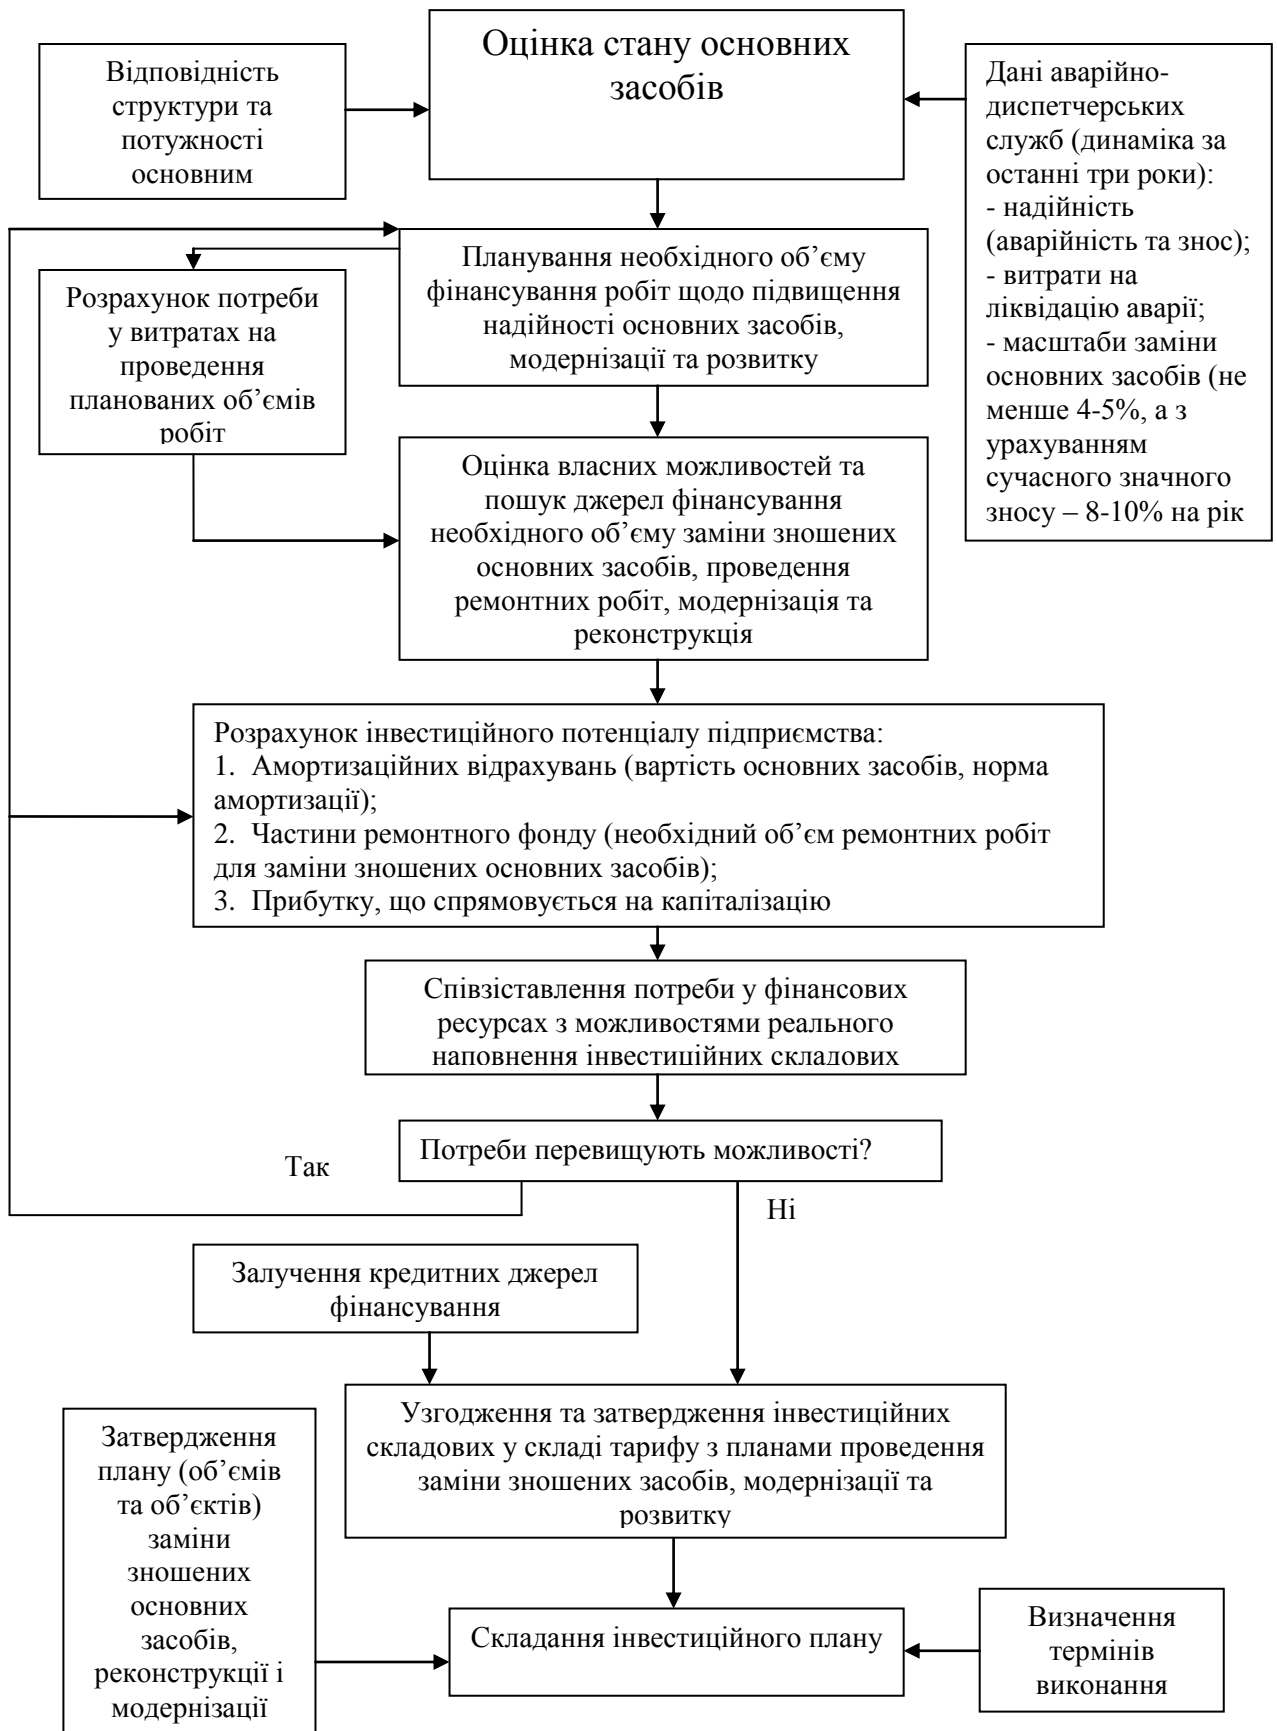 Оцінка стану основних
засобів
Відповідність
структури та
потужності
основним
Дані аварійно-
диспетчерських
служб (динаміка за
останні три роки):
- надійність
(аварійність та знос);
- витрати на
ліквідацію аварії;
- масштаби заміни
основних засобів (не
менше 4-5%, а з
урахуванням
сучасного значного
зносу – 8-10% на рік
Планування необхідного об’єму
фінансування робіт щодо підвищення
надійності основних засобів,
модернізації та розвитку
Розрахунок потреби
у витратах на
проведення
планованих об’ємів
робіт
Оцінка власних можливостей та
пошук джерел фінансування
необхідного об’єму заміни зношених
основних засобів, проведення
ремонтних робіт, модернізація та
реконструкція
Розрахунок інвестиційного потенціалу підприємства:
1. Амортизаційних відрахувань (вартість основних засобів, норма
амортизації);
2. Частини ремонтного фонду (необхідний об’єм ремонтних робіт
для заміни зношених основних засобів);
3. Прибутку, що спрямовується на капіталізацію
Співзіставлення потреби у фінансових
ресурсах з можливостями реального
наповнення інвестиційних складових
Потреби перевищують можливості?
Так
Ні
Залучення кредитних джерел
фінансування
Узгодження та затвердження інвестиційних
складових у складі тарифу з планами проведення
заміни зношених засобів, модернізації та
розвитку
Затвердження
плану (об’ємів
та об’єктів)
заміни
зношених
основних
засобів,
реконструкції і
модернізації
Складання інвестиційного плану
Визначення
термінів
виконання